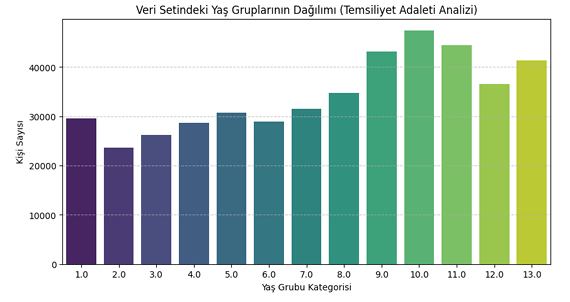 Veri Setindeki Yaş Gruplarının Dağılımı (Temsiliyet Adaleti Analizi)
Kişi Sayısı
40000
30000
20000
10000
0
1.0 2.0 3.0 4.0 5.0 6.0 7.0 8.0 9.0 10.0 11.0 12.0 13.0
Yaş Grubu Kategorisi